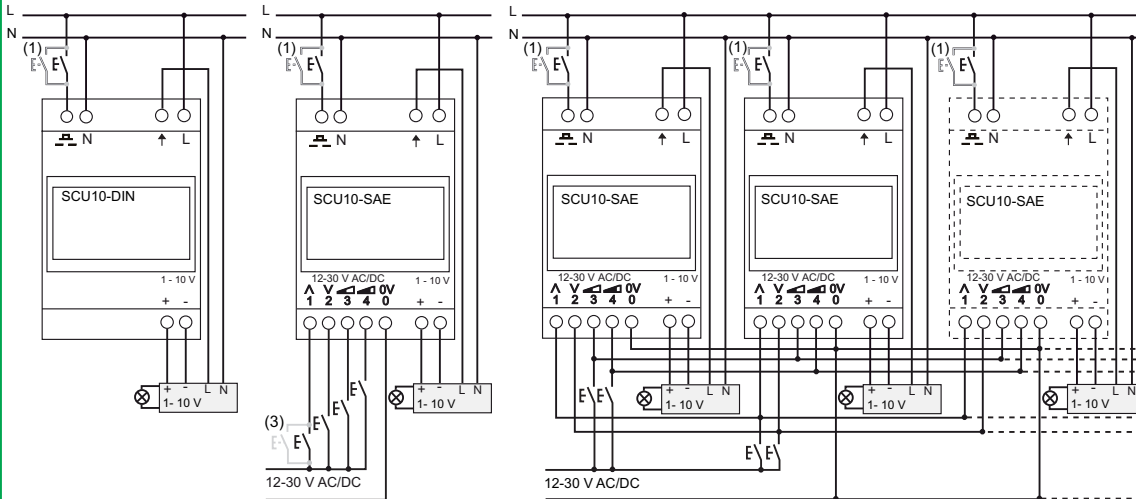 L
N
(1)
N
↑ L
SCU10-DIN
1 - 10 V
+ -
+ - L N
1- 10 V
L
N
(1)
N
↑ L
SCU10-SAE
12-30 V AC/DC
1 - 10 V
Λ V 0V
1 2 3 4 0
+ -
+ - L N
1- 10 V
(3)
12-30 V AC/DC
L
N
(1)
N
↑ L
SCU10-SAE
12-30 V AC/DC
1 - 10 V
Λ V 0V
1 2 3 4 0
+ -
+ - L N
1- 10 V
(1)
N
↑ L
SCU10-SAE
12-30 V AC/DC
1 - 10 V
Λ V 0V
1 2 3 4 0
+ -
+ - L N
1- 10 V
(1)
N
↑ L
SCU10-SAE
12-30 V AC/DC
1 - 10 V
Λ V 0V
1 2 3 4 0
+ -
+ - L N
1- 10 V
12-30 V AC/DC